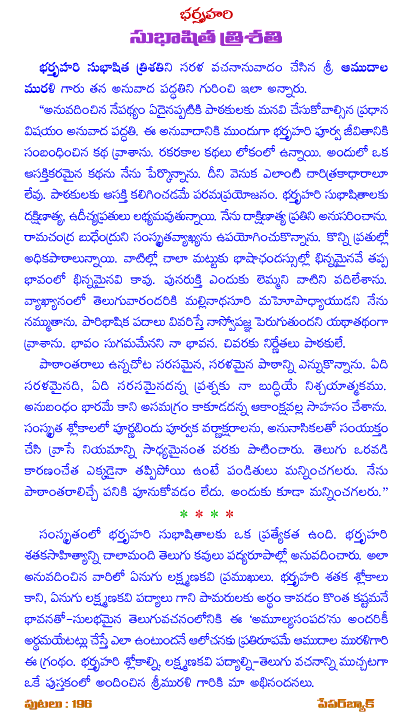 భర్తృహరి
సుభాషిత త్రిశతి
భర్తృహరి సుభాషిత త్రిశతిని సరళ వచనానువాదం చేసిన శ్రీ ఆముదాల
మురళి గారు తన అనువాద పద్ధతిని గురించి ఇలా అన్నారు.
“అనువదించిన నేపథ్యం ఏదైనప్పటికి పాఠకులకు మనవి చేసుకోవాల్సిన ప్రధాన
విషయం అనువాద పద్ధతి. ఈ అనువాదానికి ముందుగా భర్తృహరి పూర్వ జీవితానికి
సంబంధించిన కథ వ్రాశాను. రకరకాల కథలు లోకంలో ఉన్నాయి. అందులో ఒక
ఆసక్తికరమైన కథను నేను పేర్కొన్నాను. దీని వెనుక ఎలాంటి చారిత్రకాధారాలూ
లేవు. పాఠకులకు ఆసక్తి కలిగించడమే పరమప్రయోజనం. భర్తృహరి సుభాషితాలకు
దక్షిణాత్య, ఉదీచ్యప్రతులు లభ్యమవుతున్నాయి. నేను దాక్షిణాత్య ప్రతిని అనుసరించాను.
రామచంద్ర బుధేంద్రుని సంస్కృతవ్యాఖ్యను ఉపయోగించుకొన్నాను. కొన్ని ప్రతుల్లో
అధికపాఠాలున్నాయి. వాటిల్లో చాలా మట్టుకు భాషాఛందస్సుల్లో భిన్నమైనవే తప్ప
భావంలో భిన్నమైనవి కావు. పునరుక్తి ఎందుకు లెమ్మని వాటిని వదిలేశాను.
వ్యాఖ్యానంలో తెలుగువారందరికి మల్లినాథసూరి మహోపాధ్యాయుడని నేను
నమ్ముతాను. పారిభాషిక పదాలు వివరిస్తే నాస్వోపజ్ఞ పెరుగుతుందని యథాతథంగా
వ్రాశాను. భావం సుగమమేనని నా భావన. చివరకు నిర్ణేతలు పాఠకులే.
పాఠాంతరాలు ఉన్నచోట సరసమైన, సరళమైన పాఠాన్ని ఎన్నుకొన్నాను. ఏది
సరళమైనది, ఏది సరసమైనదన్న ప్రశ్నకు నా బుద్ధియే నిశ్చయాత్మకము.
అనుబంధం భారమే కాని అసమగ్రం కాకూడదన్న ఆకాంక్షవల్ల సాహసం చేశాను.
సంస్కృత శ్లోకాలలో పూర్ణబిందు పూర్వక వర్ణాక్షరాలను, అనునాసికలతో సంయుక్తం
చేసి వ్రాసే నియమాన్ని సాధ్యమైనంత వరకు పాటించాను. తెలుగు ఒరవడి
కారణంచేత ఎక్కడైనా తప్పిపోయి ఉంటే పండితులు మన్నించగలరు. నేను
పాఠాంతరాలిచ్చే పనికి పూనుకోవడం లేదు. అందుకు కూడా మన్నించగలరు.”
* * * *
సంస్కృతంలో భర్తృహరి సుభాషితాలకు ఒక ప్రత్యేకత ఉంది. భర్తృహరి
శతకసాహిత్యాన్ని చాలామంది తెలుగు కవులు పద్యరూపాల్లో అనువదించారు. అలా
అనువదించిన వారిలో ఏనుగు లక్ష్మణకవి ప్రముఖులు. భర్తృహరి శతక శ్లోకాలు
కాని, ఏనుగు లక్ష్మణకవి పద్యాలు గాని పామరులకు అర్థం కావడం కొంత కష్టమనే
భావనతో-సులభమైన తెలుగువచనంలోనికి ఈ ‘అమూల్యసంపద’ను అందరికీ
అర్థమయేటట్లు చేస్తే ఎలా ఉంటుందనే ఆలోచనకు ప్రతిరూపమే ఆముదాల మురళిగారి
ఈ గ్రంథం. భర్తృహరి శ్లోకాల్ని, లక్ష్మణకవి పద్యాల్ని-తెలుగు వచనాన్ని ముచ్చటగా
ఒకే పుస్తకంలో అందించిన శ్రీమురళి గారికి మా అభినందనలు.
పుటలు : 196
పేపర్‌బ్యాక్